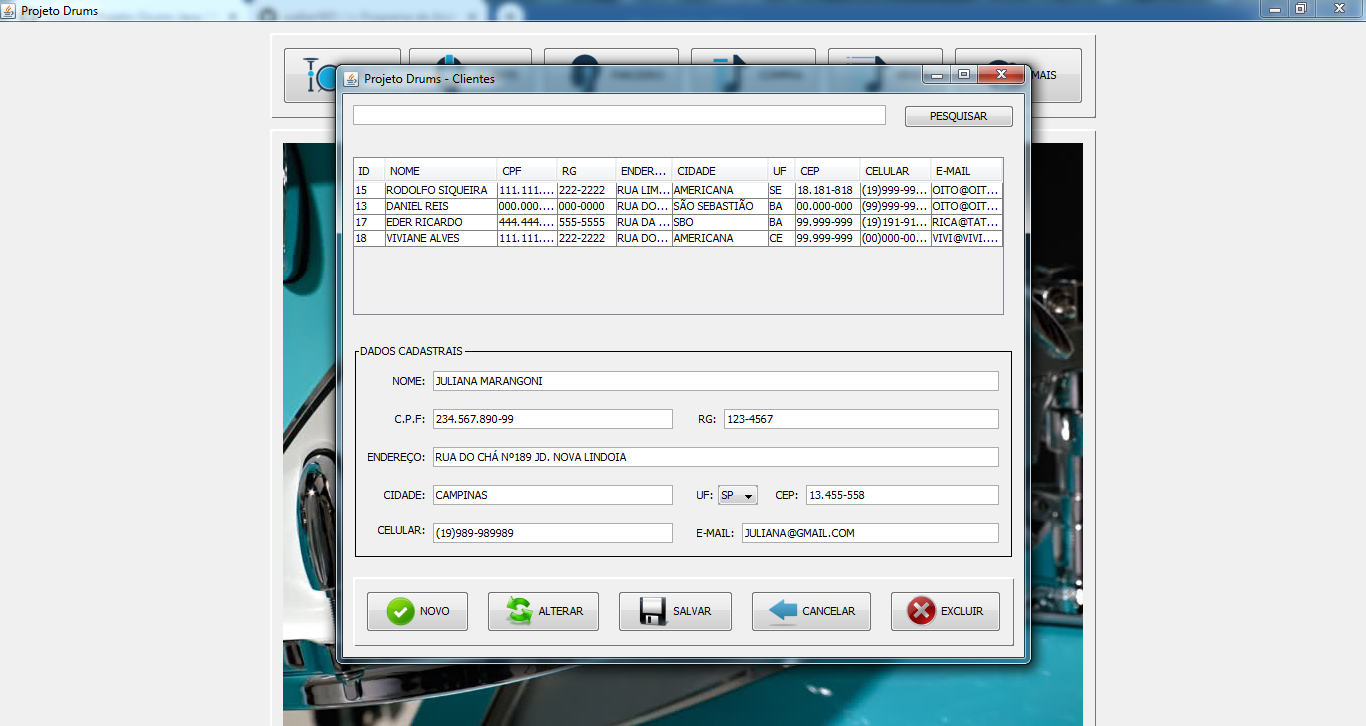 Projeto Drums
MAIS
Projeto Drums - Clientes
PESQUISAR
ID NOME CPF RG ENDER... CIDADE UF CEP CELULAR E-MAIL
15 RODOLFO SIQUEIRA 111.111.... 222-2222 RUA LIM... AMERICANA SE 18.181-818 (19)999-99... OITO@OIT...
13 DANIEL REIS 000.000.... 000-0000 RUA DO... SÃO SEBASTIÃO BA 00.000-000 (99)999-99... OITO@OIT...
17 EDER RICARDO 444.444.... 555-5555 RUA DA ... SBO BA 99.999-999 (19)191-91... RICA@TAT...
18 VIVIANE ALVES 111.111.... 222-2222 RUA DO... AMERICANA CE 99.999-999 (00)000-00... VIVI@VIVI....
DADOS CADASTRAIS
NOME: JULIANA MARANGONI
C.P.F: 234.567.890-99 RG: 123-4567
ENDEREÇO: RUA DO CHÁ Nº189 JD. NOVA LINDOIA
CIDADE: CAMPINAS UF: SP CEP: 13.455-558
CELULAR: (19)989-989989 E-MAIL: JULIANA@GMAIL.COM
NOVO ALTERAR SALVAR CANCELAR EXCLUIR